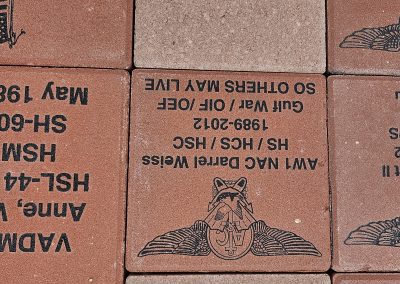 AW1 NAC Darrel Weiss
HS / HCS / HSC
1989-2012
Gulf War / OIF /OEF
SO OTHERS MAY LIVE
VADM
Anne, V
HSL-44
HSM
SH-60
May 198